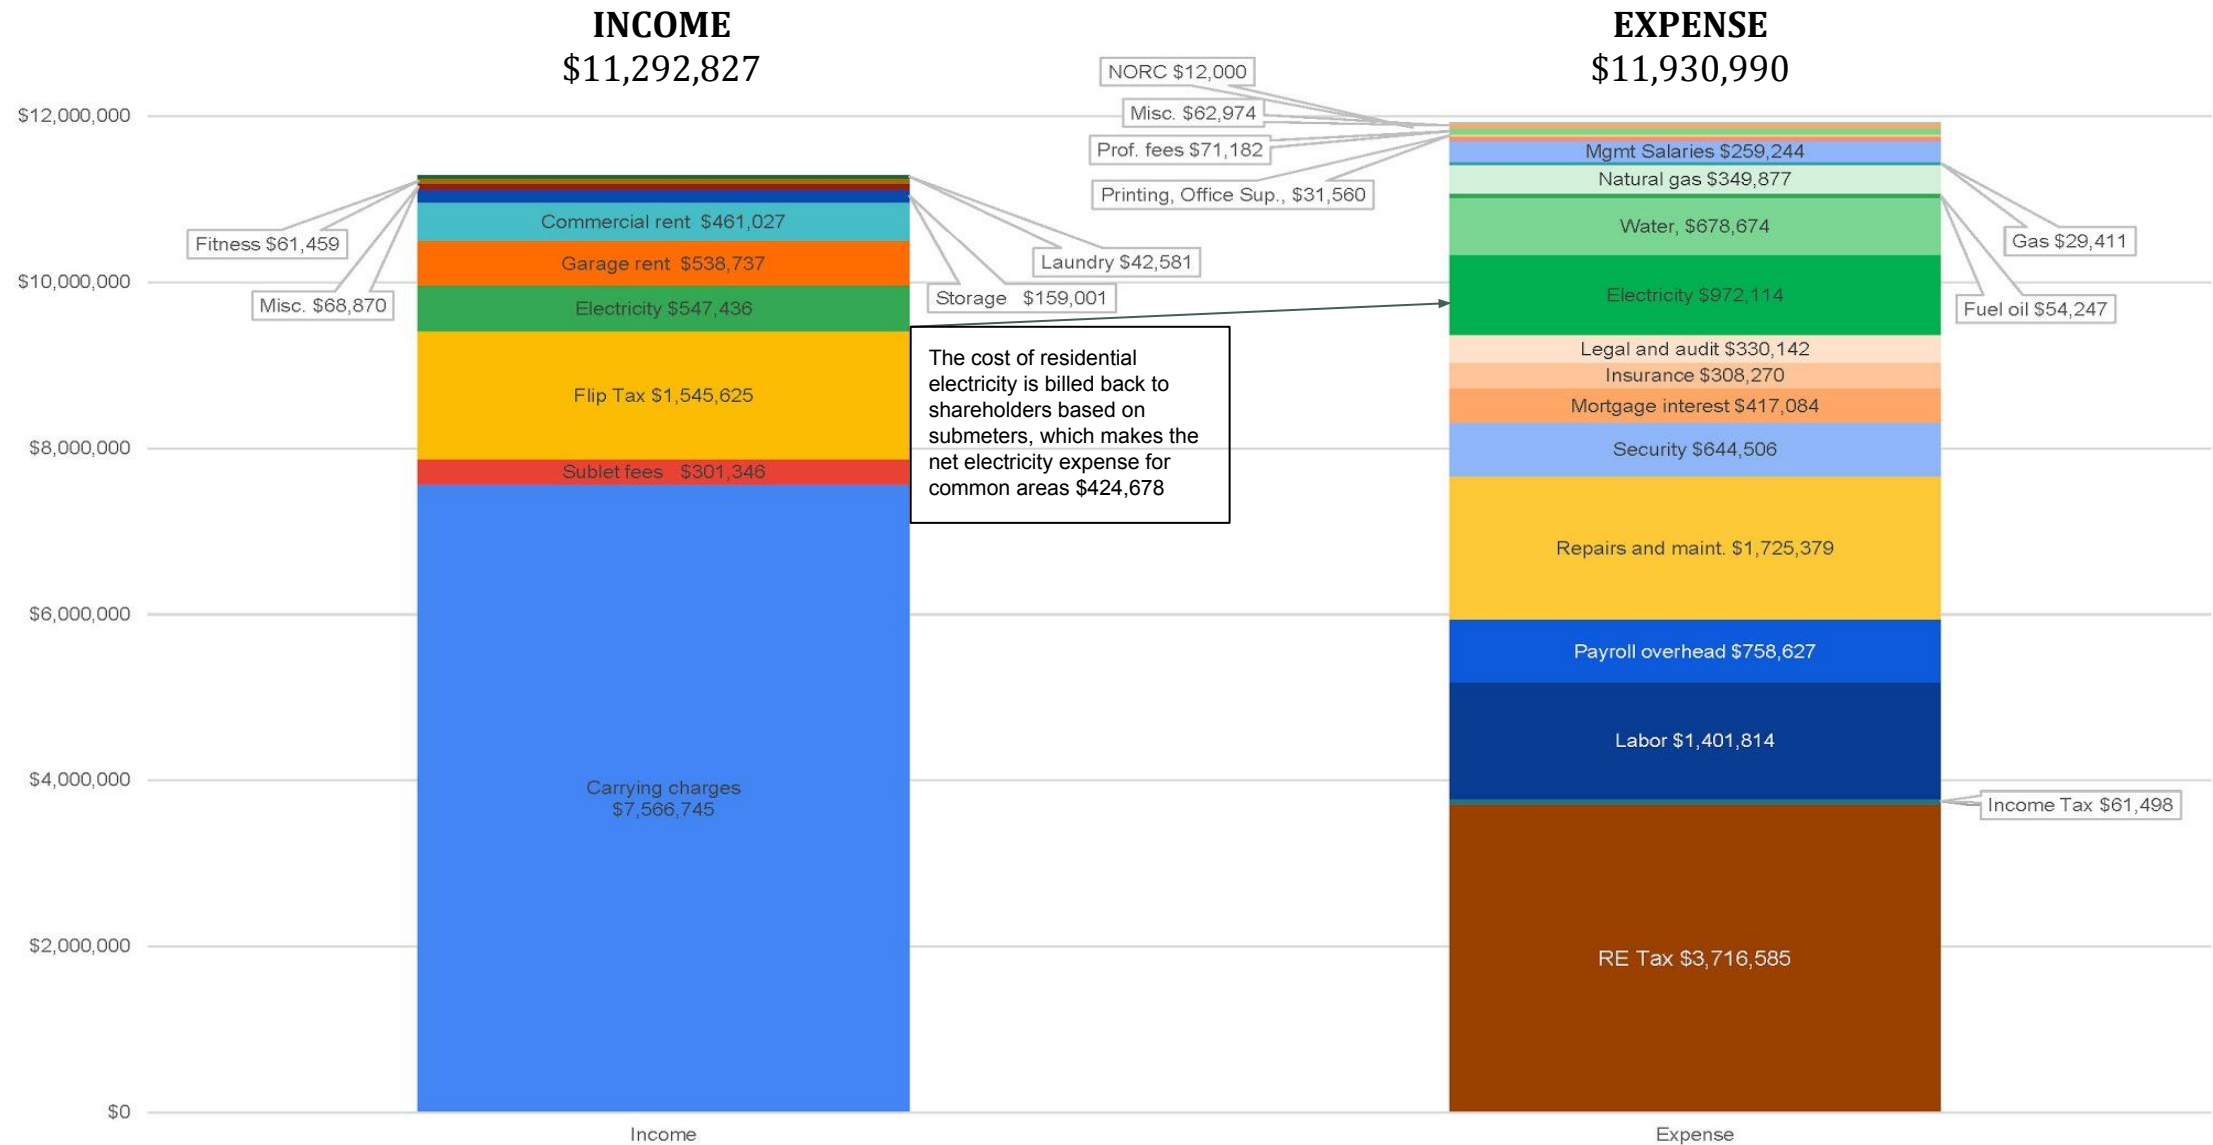 INCOME
$11,292,827
EXPENSE
$11,930,990
$12,000,000
$10,000,000
$8,000,000
$6,000,000
$4,000,000
$2,000,000
$0
Fitness $61,459
Misc. $68,870
Laundry $42,581
Storage $159,001
Commercial rent $461,027
Garage rent $538,737
Electricity $547,436
Flip Tax $1,545,625
Sublet fees $301,346
Carrying charges
$7,566,745
Income
The cost of residential
electricity is billed back to
shareholders based on
submeters, which makes the
net electricity expense for
common areas $424,678
NORC $12,000
Misc. $62,974
Prof. fees $71,182
Printing, Office Sup., $31,560
Mgmt Salaries $259,244
Natural gas $349,877
Water, $678,674
Electricity $972,114
Legal and audit $330,142
Insurance $308,270
Mortgage interest $417,084
Security $644,506
Repairs and maint. $1,725,379
Payroll overhead $758,627
Labor $1,401,814
RE Tax $3,716,585
Gas $29,411
Fuel oil $54,247
Income Tax $61,498
Expense